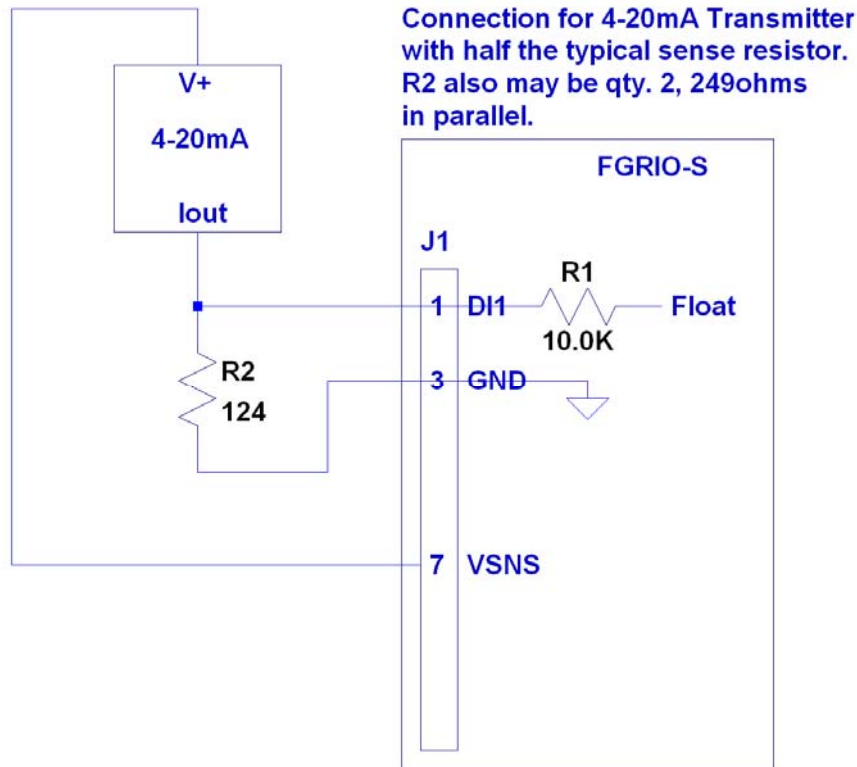 Connection for 4-20mA Transmitter
with half the typical sense resistor.
R2 also may be qty. 2, 249ohms
in parallel.
V+
4-20mA
Iout
FGRIO-S
J1
R1
1 DI1
Float
10.0K
R2
124
3 GND
7 VSNS